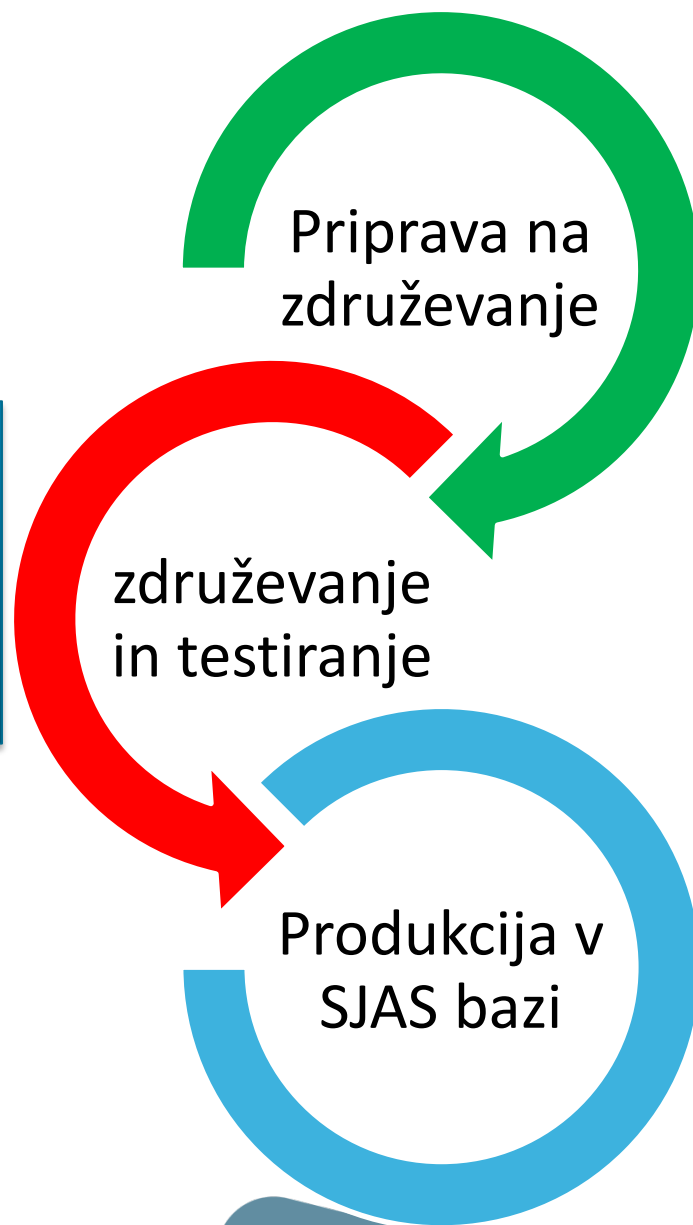 Priprava na
združevanje
združevanje
in testiranje
Produkcija v
SJAS bazi